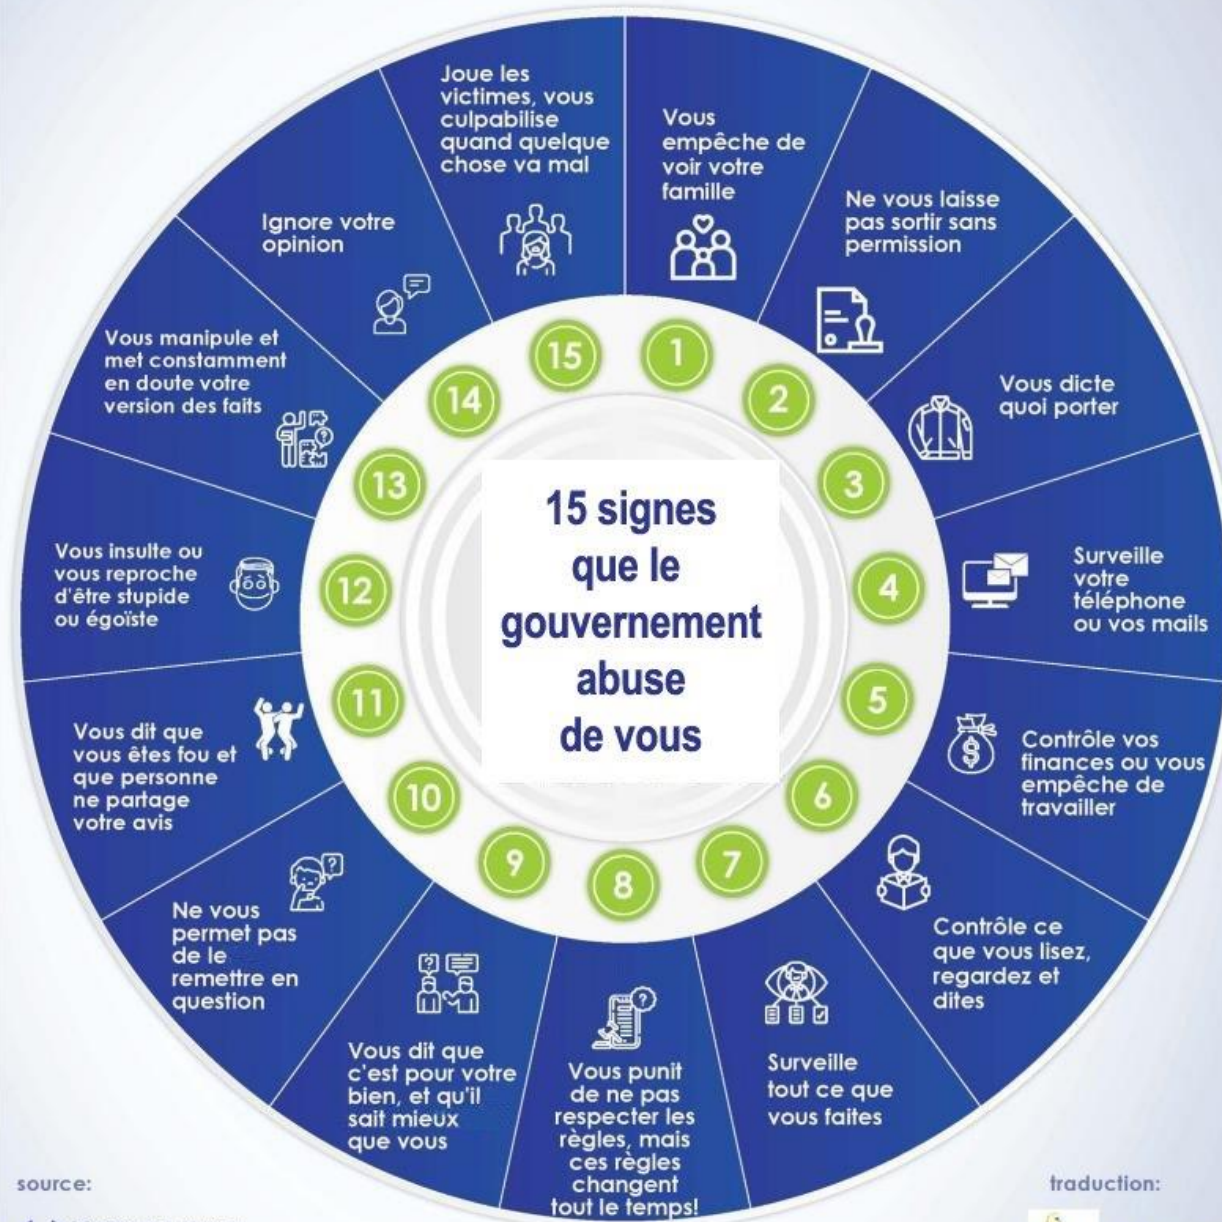 15 signes
que le
gouvernement
abuse
de vous
1
Vous
empêche de
voir votre
famille
2
Ne vous laisse
pas sortir sans
permission
3
Vous dicte
quoi porter
4
Surveille
votre
téléphone
ou vos mails
5
Contrôle vos
finances ou vous
empêche de
travailler
6
Contrôle ce
que vous lisez,
regardez et
dites
7
Surveille
tout ce que
vous faites
8
Vous punit
de ne pas
respecter les
règles, mais
ces règles
changent
tout le temps!
9
Vous dit que
c'est pour votre
bien, et qu'il
sait mieux
que vous
10
Ne vous
permet pas
de le
remettre en
question
11
Vous dit que
vous êtes fou et
que personne
ne partage
votre avis
12
Vous insulte ou
vous reproche
d'être stupide
ou égoïste
13
Vous manipule et
met constamment
en doute votre
version des faits
14
Ignore votre
opinion
15
Joue les
victimes, vous
culpabilise
quand quelque
chose va mal
source:
traduction: